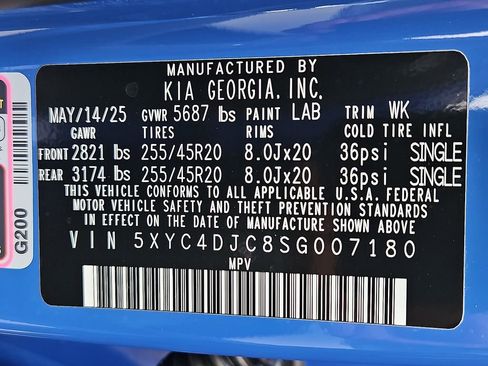 MANUFACTURED BY
KIA GEORGIA. INC.
MAY/14/25 GVWR 5687 lbs PAINT LAB TRIM WK
GAWR TIRES RIMS COLD TIRE INFL
FRONT 2821 lbs 255/45R20 8.0Jx20 36psi SINGLE
REAR 3174 lbs 255/45R20 8.0Jx20 36psi SINGLE
THIS VEHICLE CONFORMS TO ALL APPLICABLE U.S.A. FEDERAL
MOTOR VEHICLE SAFETY AND THEFT PREVENTION STANDARDS
IN EFFECT ON THE DATE OF MANUFACTURE SHOWN ABOVE.
VIN 5XYC4DJC8SG007180
MPV
G200